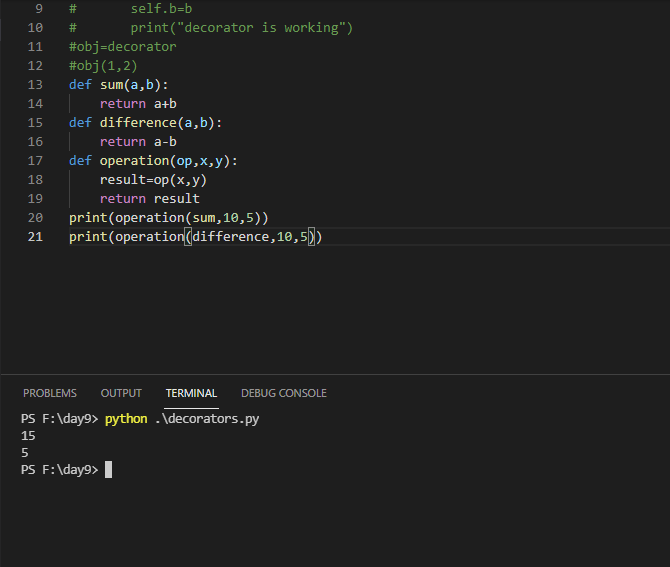 9 #       self.b=b
10 #       print("decorator is working")
11 #obj=decorator
12 #obj(1,2)
13 def sum(a,b):
14     return a+b
15 def difference(a,b):
16     return a-b
17 def operation(op,x,y):
18     result=op(x,y)
19     return result
20 print(operation(sum,10,5))
21 print(operation(difference,10,5))
PROBLEMS OUTPUT TERMINAL DEBUG CONSOLE
PS F:\day9> python .\decorators.py
15
5
PS F:\day9>